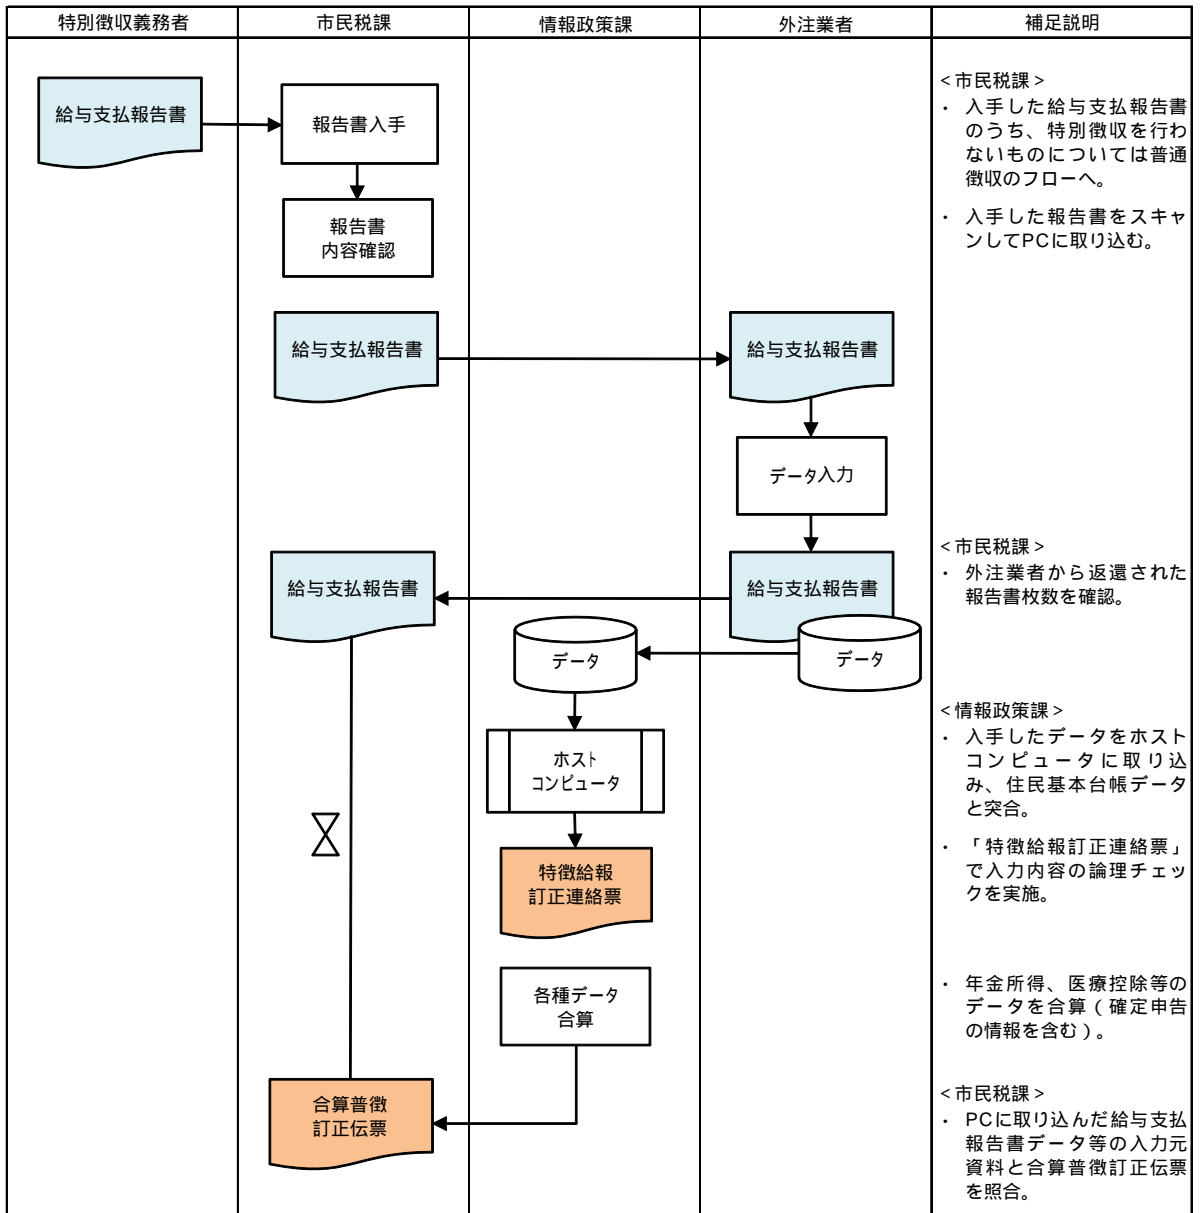 特別徴収義務者
市民税課
情報政策課
外注業者
補足説明
給与支払報告書
報告書入手
報告書
内容確認
＜市民税課＞
・ 入手した給与支払報告書
のうち、特別徴収を行わ
ないものについては普通
徴収のフローへ。
・ 入手した報告書をスキャ
ンしてPCに取り込む。
給与支払報告書
給与支払報告書
データ入力
給与支払報告書
給与支払報告書
データ
データ
＜市民税課＞
・ 外注業者から返還された
報告書枚数を確認。
ホスト
コンピュータ
特徴給報
訂正連絡票
＜情報政策課＞
・ 入手したデータをホスト
コンピュータに取り込
み、住民基本台帳データ
と突合。
・ 「特徴給報訂正連絡票」
で入力内容の論理チェッ
クを実施。
各種データ
合算
・ 年金所得、医療控除等の
データを合算（確定申告
の情報を含む）。
合算普徴
訂正伝票
＜市民税課＞
・ PCに取り込んだ給与支払
報告書データ等の入力元
資料と合算普徴訂正伝票
を照合。